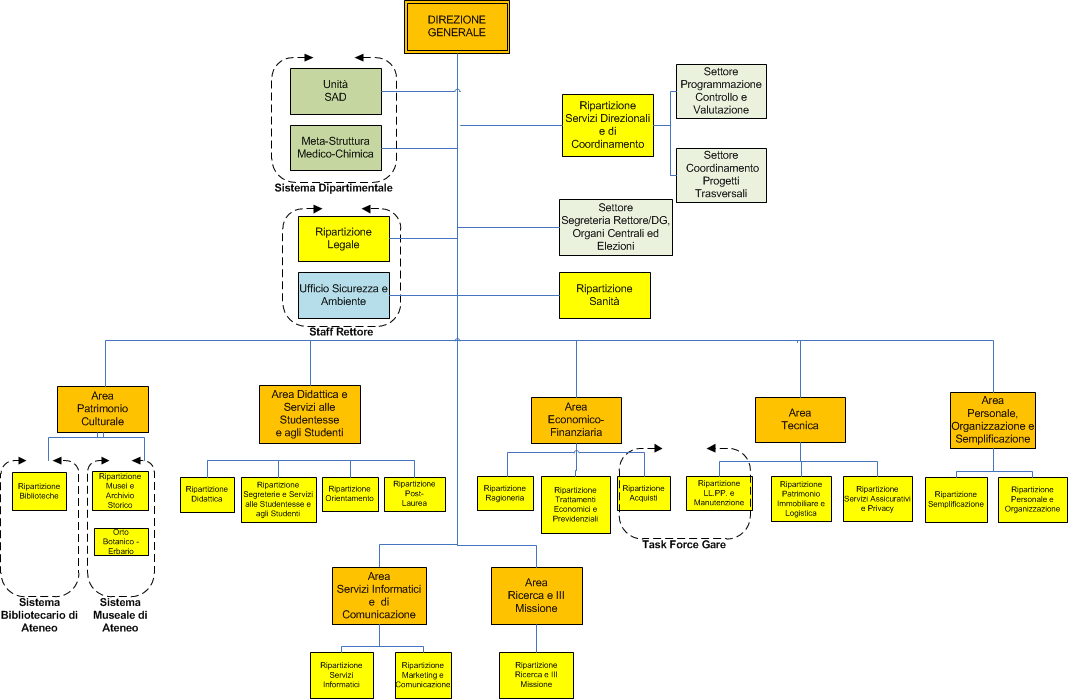 DIREZIONE
GENERALE
Unità
SAD
Meta-Struttura
Medico-Chimica
Sistema Dipartimentale
Ripartizione
Servizi Direzionali
e di
Coordinamento
Settore
Programmazione
Controllo e
Valutazione
Settore
Coordinamento
Progetti
Trasversali
Ripartizione
Legale
Ufficio Sicurezza e
Ambiente
Staff Rettore
Settore
Segreteria Rettore/DG,
Organi Centrali ed
Elezioni
Ripartizione
Sanità
Area
Patrimonio
Culturale
Area Didattica e
Servizi alle
Studentesse
e agli Studenti
Area
Economico-
Finanziaria
Area
Tecnica
Area
Personale,
Organizzazione e
Semplificazione
Ripartizione
Biblioteche
Ripartizione
Musei e
Archivio
Storico
Orto
Botanico -
Erbario
Sistema
Bibliotecario di
Ateneo
Sistema
Museale di
Ateneo
Ripartizione
Didattica
Ripartizione
Segreterie e Servizi
alle Studentesse e
agli Studenti
Ripartizione
Orientamento
Ripartizione
Post-
Laurea
Ripartizione
Ragioneria
Ripartizione
Trattamenti
Economici e
Previdenziali
Ripartizione
Acquisti
Ripartizione
LL.PP. e
Manutenzione
Task Force Gare
Ripartizione
Patrimonio
Immobiliare e
Logistica
Ripartizione
Servizi Assicurativi
e Privacy
Ripartizione
Semplificazione
Ripartizione
Personale e
Organizzazione
Area
Servizi Informatici
e di
Comunicazione
Area
Ricerca e III
Missione
Ripartizione
Servizi
Informatici
Ripartizione
Marketing e
Comunicazione
Ripartizione
Ricerca e III
Missione